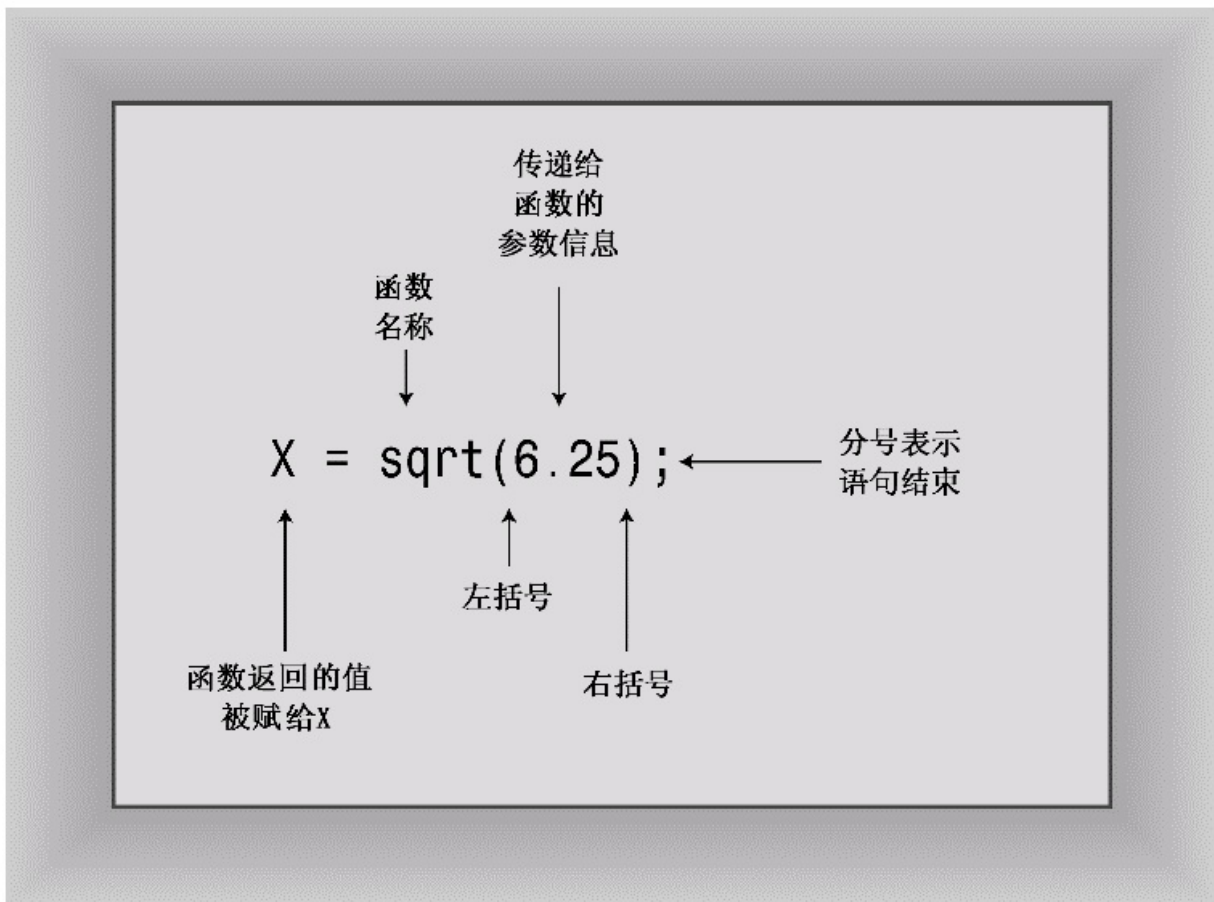 传递给
函数的
参数信息
函数
名称
X = sqrt(6.25);
分号表示
语句结束
左括号
右括号
函数返回的值
被赋给X